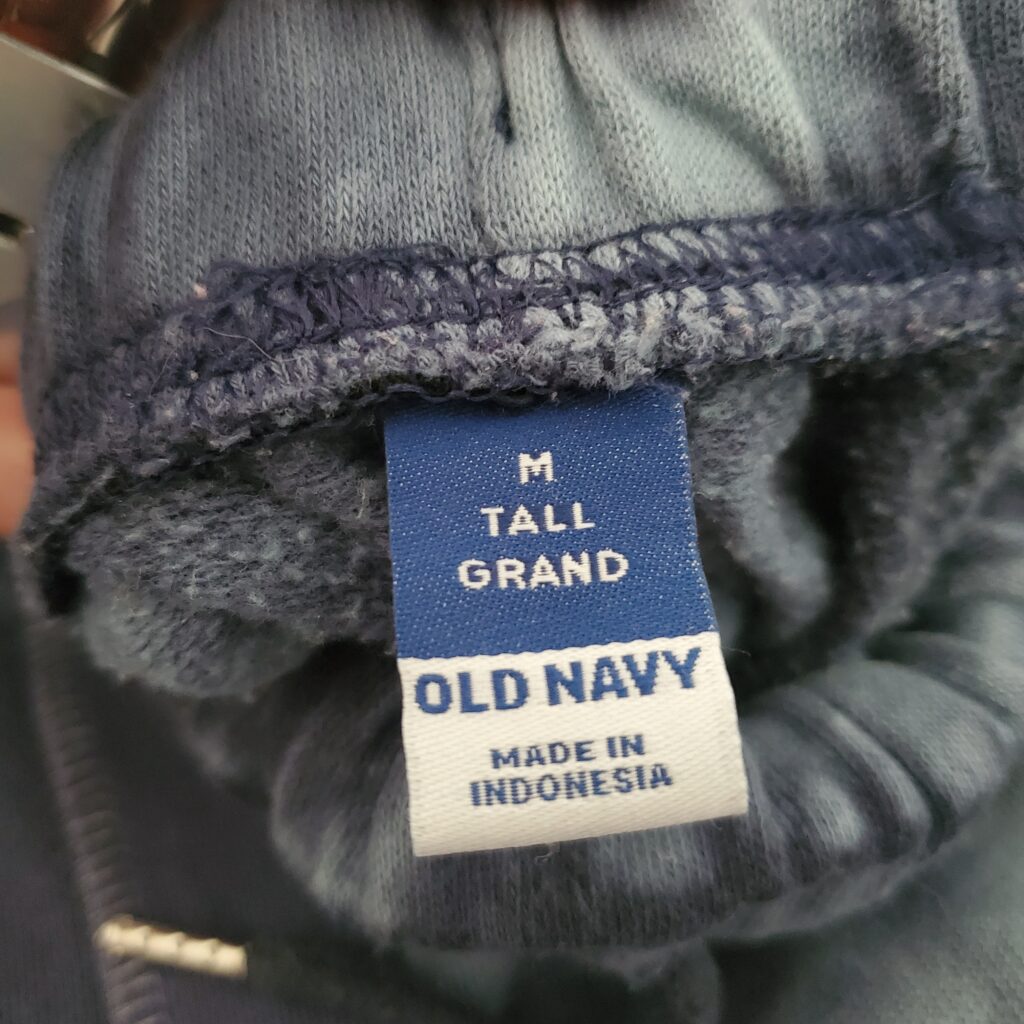 M
TALL
GRAND
OLD NAVY
MADE IN
INDONESIA